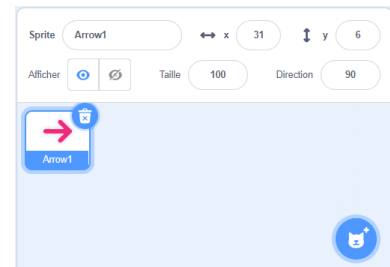 Sprite Arrow1 x 31 y 6
Afficher Taille 100 Direction 90
Arrow1